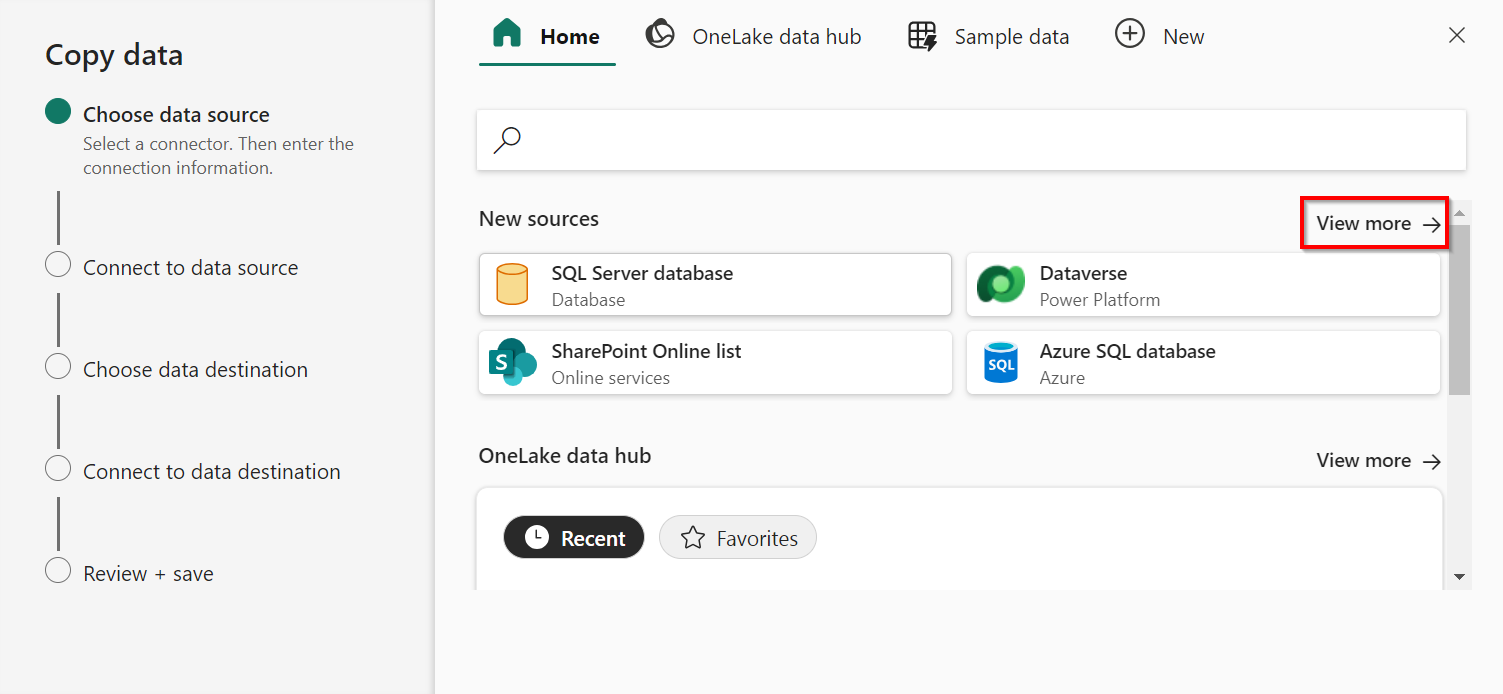 Copy data
Choose data source
Select a connector. Then enter the
connection information.
Connect to data source
Choose data destination
Connect to data destination
Review + save
Home
OneLake data hub
Sample data
New
New sources
View more
SQL Server database
Database
Dataverse
Power Platform
S
SharePoint Online list
Online services
SQL
Azure SQL database
Azure
OneLake data hub
View more
Recent
Favorites